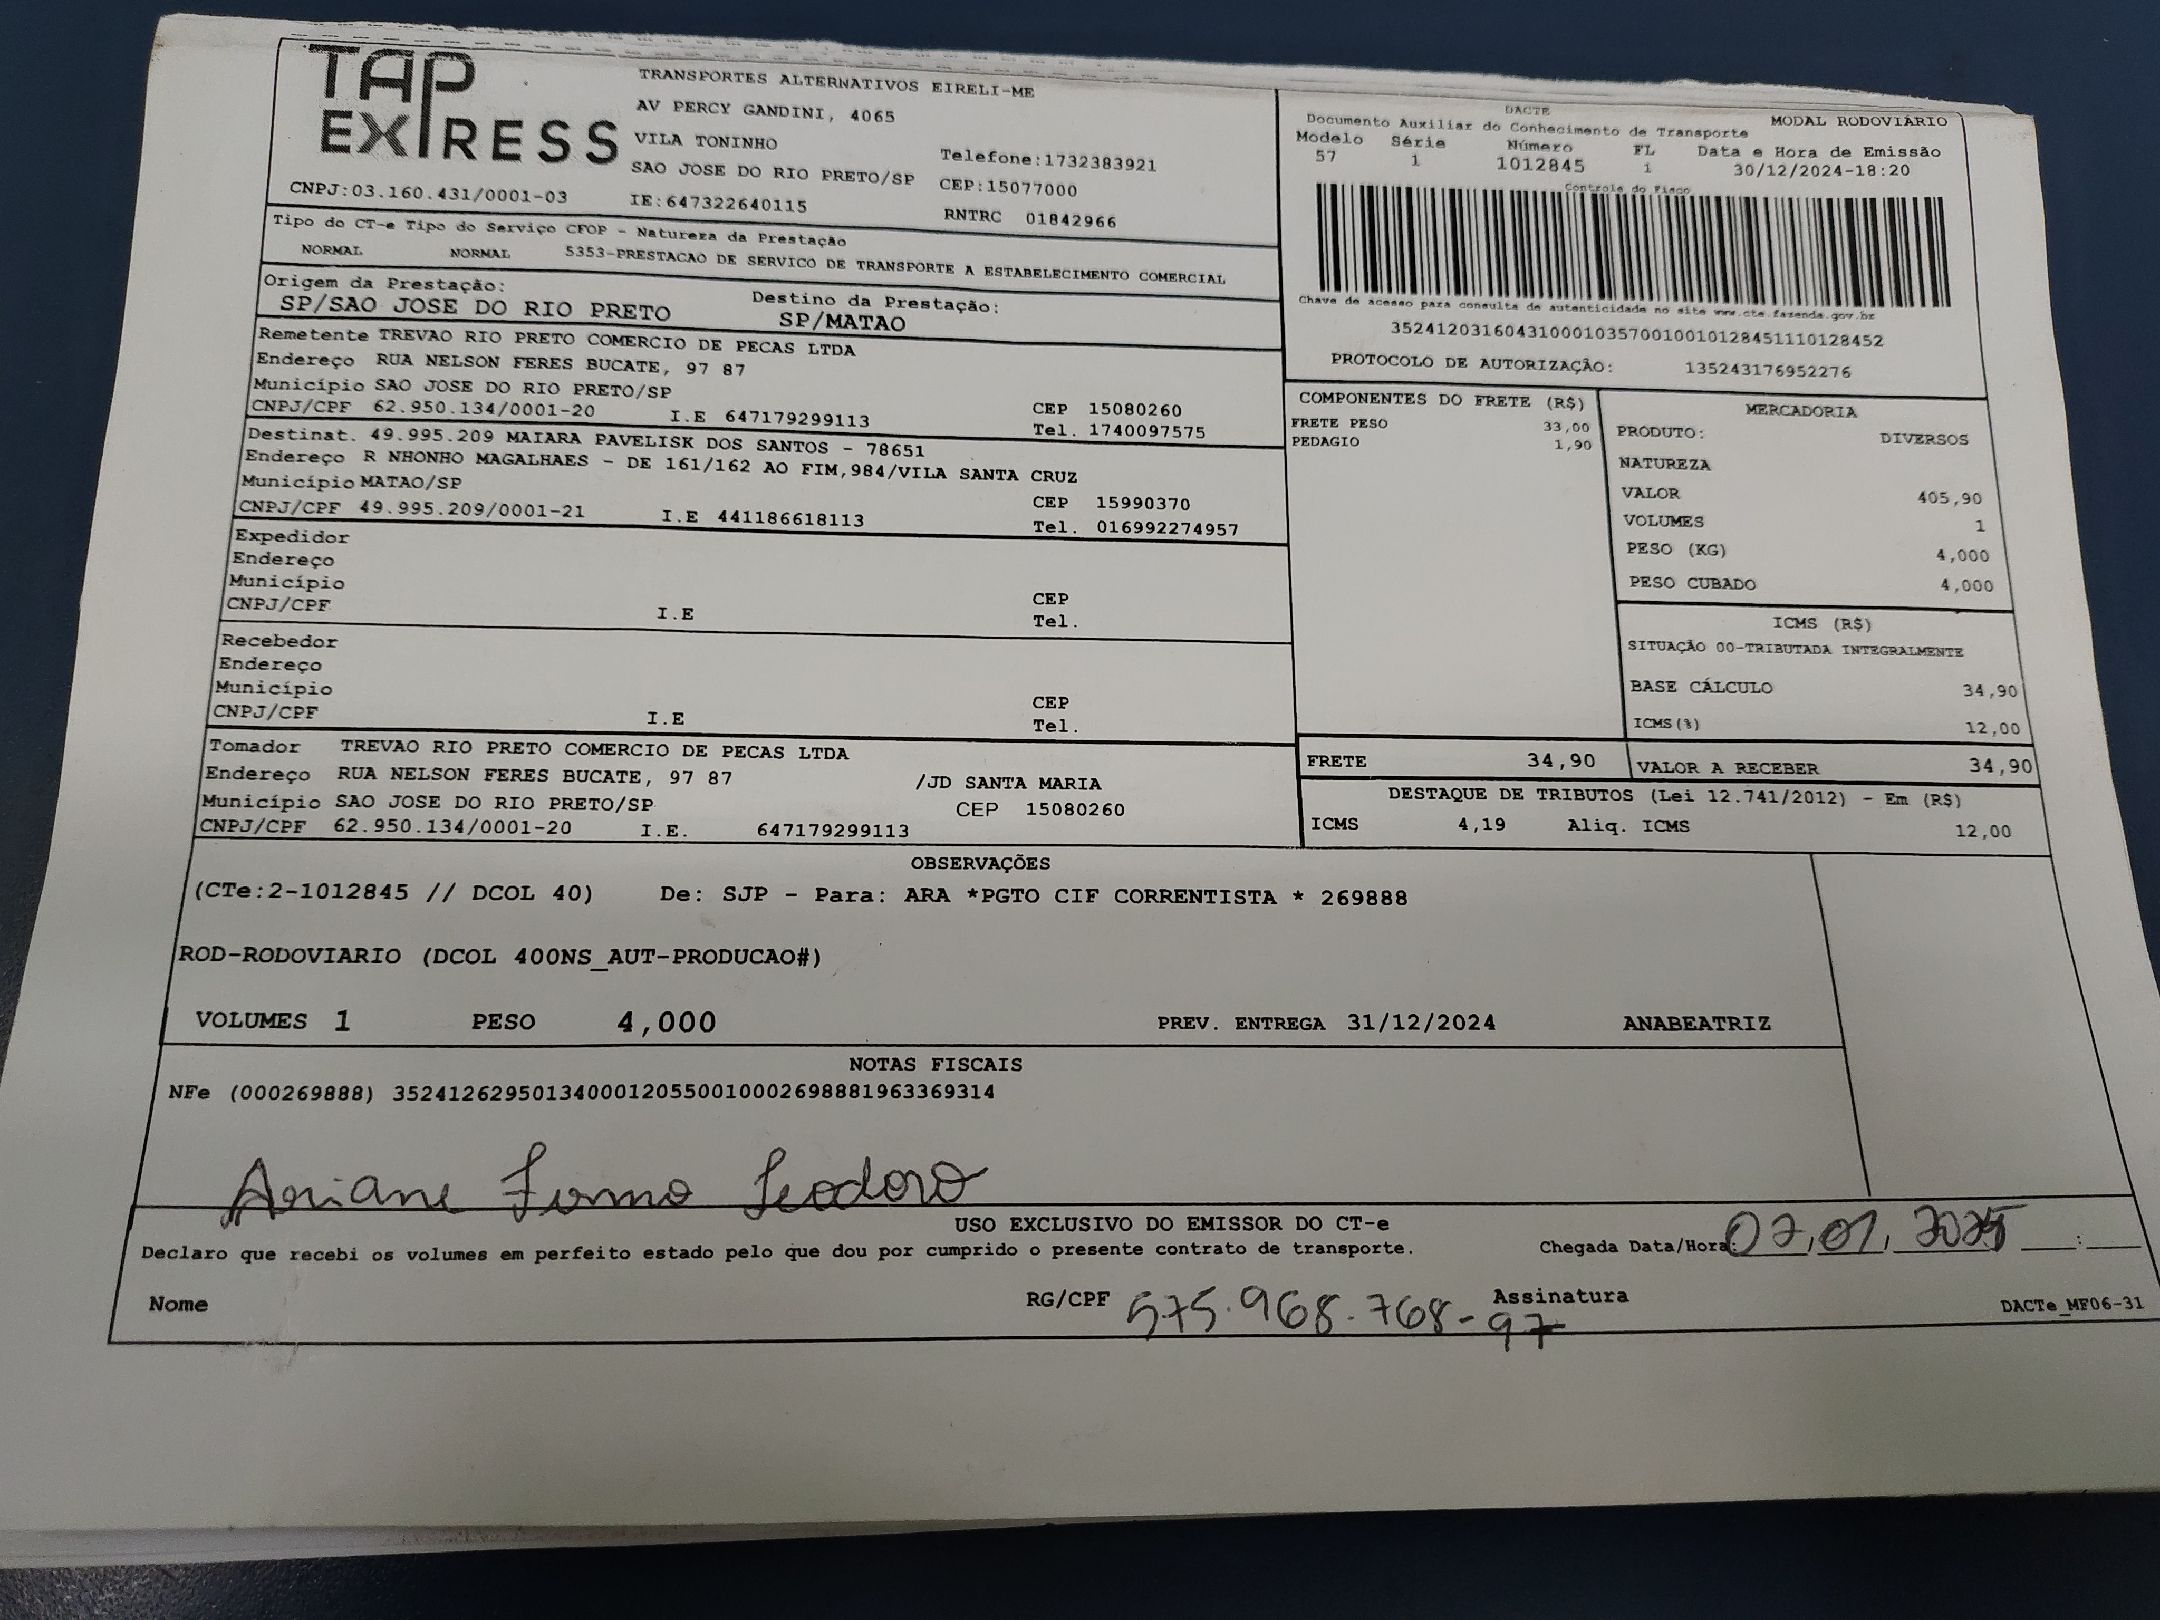 TAP EXPRESS
CNPJ:03.160.431/0001-03
TRANSPORTES ALTERNATIVOS EIRELI-ME
AV PERCY GANDINI, 4065
VILA TONINHO
SAO JOSE DO RIO PRETO/SP
IE:647322640115
Telefone:1732383921
CEP:15077000
RNTRC 01842966
Tipo do CT-e Tipo do Serviço CFOP - Natureza da Prestação
NORMAL NORMAL 5353-PRESTACAO DE SERVICO DE TRANSPORTE A ESTABELECIMENTO COMERCIAL
Origem da Prestação: Destino da Prestação:
SP/SAO JOSE DO RIO PRETO SP/MATAO
DACTE MODAL RODOVIÁRIO
Documento Auxiliar do Conhecimento de Transporte
Modelo Série Número FL Data e Hora de Emissão
57 1 1012845 1 30/12/2024-18:20
Controle do Fisco
Chave de acesso para consulta de autenticidade no site www.cte.fazenda.gov.br
35241203160431000103570010010128451110128452
PROTOCOLO DE AUTORIZAÇÃO: 135243176952276
Remetente TREVAO RIO PRETO COMERCIO DE PECAS LTDA
Endereço RUA NELSON FERES BUCATE, 97 87
Município SAO JOSE DO RIO PRETO/SP CEP 15080260
CNPJ/CPF 62.950.134/0001-20 I.E 647179299113 Tel. 1740097575
Destinat. 49.995.209 MAIARA PAVELISK DOS SANTOS - 78651
Endereço R NHONHO MAGALHAES - DE 161/162 AO FIM,984/VILA SANTA CRUZ
Município MATAO/SP CEP 15990370
CNPJ/CPF 49.995.209/0001-21 I.E 441186618113 Tel. 016992274957
Expedidor
Endereço
Município CEP
CNPJ/CPF I.E Tel.
Recebedor
Endereço
Município CEP
CNPJ/CPF I.E Tel.
Tomador TREVAO RIO PRETO COMERCIO DE PECAS LTDA
Endereço RUA NELSON FERES BUCATE, 97 87 /JD SANTA MARIA
Município SAO JOSE DO RIO PRETO/SP CEP 15080260
CNPJ/CPF 62.950.134/0001-20 I.E. 647179299113
COMPONENTES DO FRETE (R$)
FRETE PESO 33,00
PEDAGIO 1,90
MERCADORIA
PRODUTO: DIVERSOS
NATUREZA
VALOR 405,90
VOLUMES 1
PESO (KG) 4,000
PESO CUBADO 4,000
ICMS (R$)
SITUAÇÃO 00-TRIBUTADA INTEGRALMENTE
BASE CÁLCULO 34,90
ICMS(%) 12,00
FRETE 34,90 VALOR A RECEBER 34,90
DESTAQUE DE TRIBUTOS (Lei 12.741/2012) - Em (R$)
ICMS 4,19 Aliq. ICMS 12,00
OBSERVAÇÕES
(CTe:2-1012845 // DCOL 40) De: SJP - Para: ARA *PGTO CIF CORRENTISTA * 269888
ROD-RODOVIARIO (DCOL 400NS_AUT-PRODUCAO#)
VOLUMES 1 PESO 4,000 PREV. ENTREGA 31/12/2024 ANABEATRIZ
NOTAS FISCAIS
NFe (000269888) 35241262950134000120550010002698881963369314
Ariane Firmo Teodoro
USO EXCLUSIVO DO EMISSOR DO CT-e
Declaro que recebi os volumes em perfeito estado pelo que dou por cumprido o presente contrato de transporte. Chegada Data/Hora: 02,01, 2025 :
Nome RG/CPF 575.968.768-97 Assinatura
DACTe_MF06-31